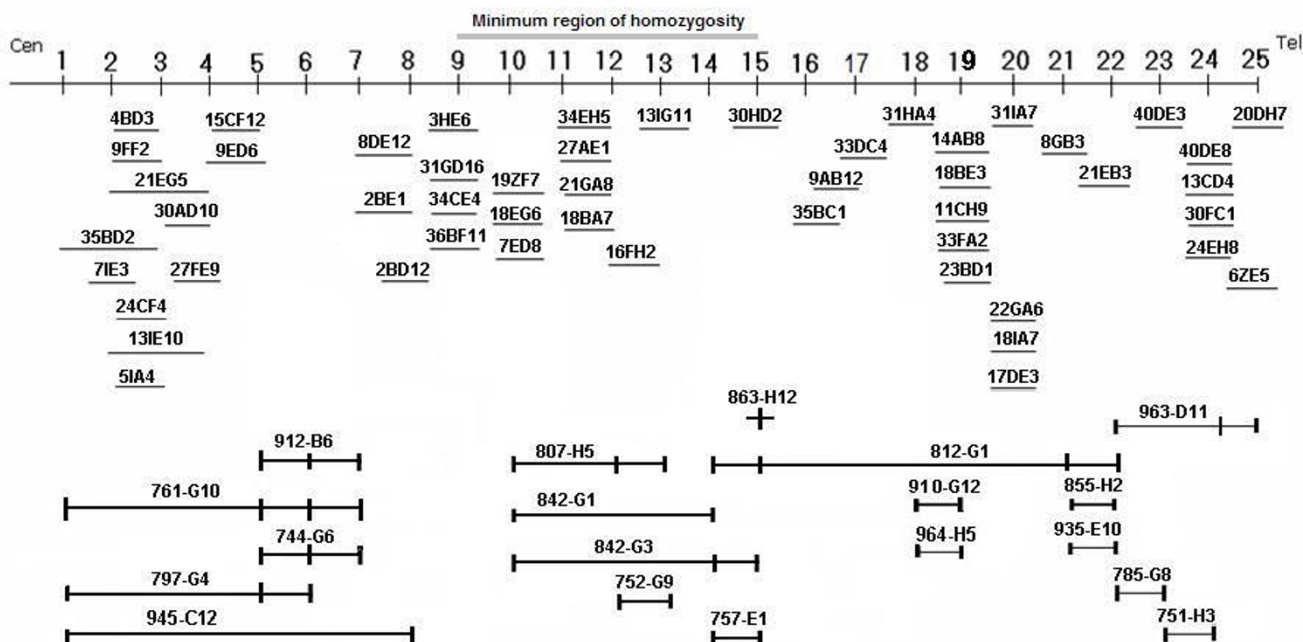 Minimum region of homozygosity
Cen Tel
1 2 3 4 5 6 7 8 9 10 11 12 13 14 15 16 17 18 19 20 21 22 23 24 25
4BD3 15CF12 3HE6 34EH5 13IG11 30HD2 31HA4 31IA7 40DE3 20DH7
9FF2 9ED6 8DE12 27AE1 33DC4 14AB8 8GB3 40DE8
21EG5 31GD16 19ZF7 21GA8 9AB12 18BE3 21EB3 13CD4
30AD10 2BE1 34CE4 18EG6 18BA7 35BC1 11CH9 30FC1
35BD2 36BF11 7ED8 16FH2 33FA2 24EH8
7IE3 27FE9 2BD12 23BD1 6ZE5
24CF4 22GA6
13IE10 18IA7
5IA4 17DE3
863-H12 963-D11
912-B6 807-H5 812-G1
761-G10 842-G1 910-G12 855-H2
744-G6 842-G3 964-H5 935-E10
797-G4 752-G9 785-G8
945-C12 757-E1 751-H3